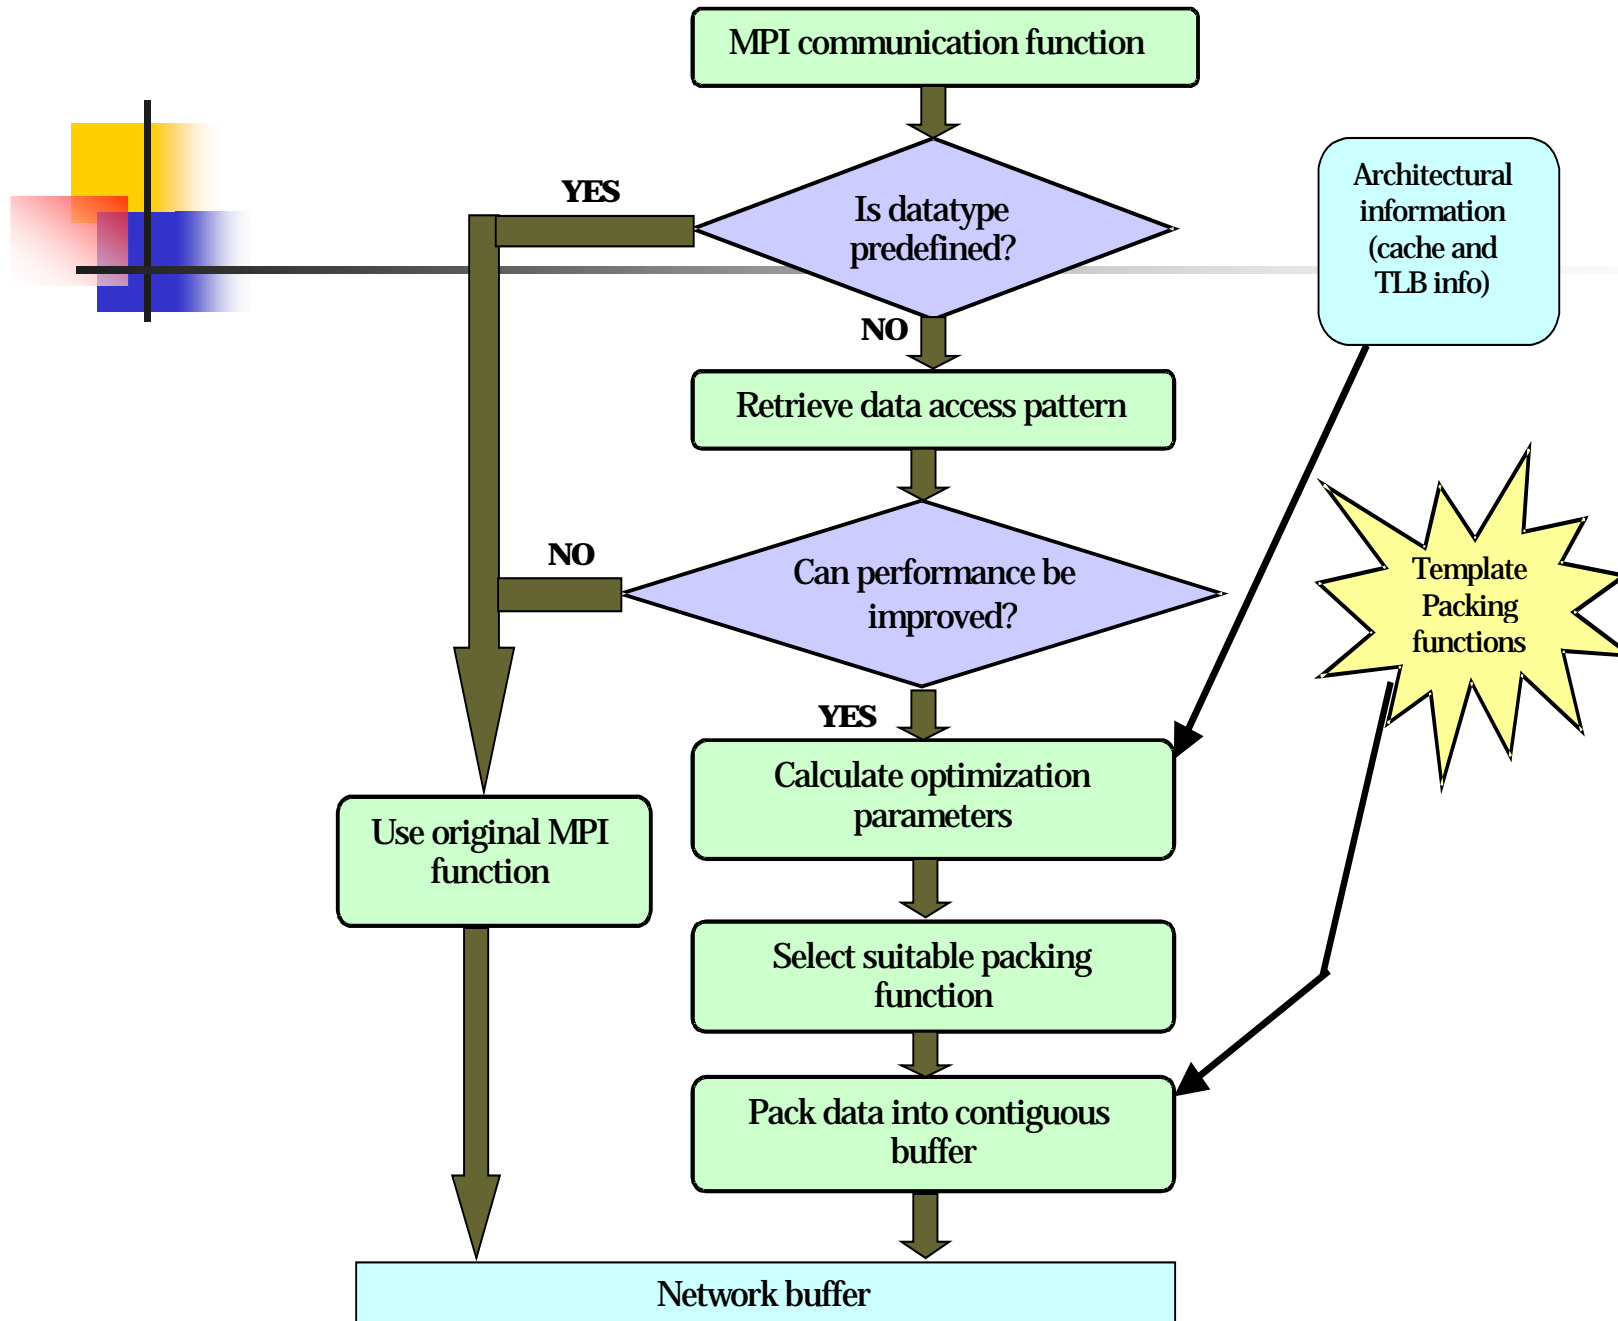 MPI communication function
YES
Is datatype
predefined?
Architectural
information
(cache and
TLB info)
NO
Retrieve data access pattern
NO
Can performance be
improved?
Template
Packing
functions
YES
Calculate optimization
parameters
Use original MPI
function
Select suitable packing
function
Pack data into contiguous
buffer
Network buffer